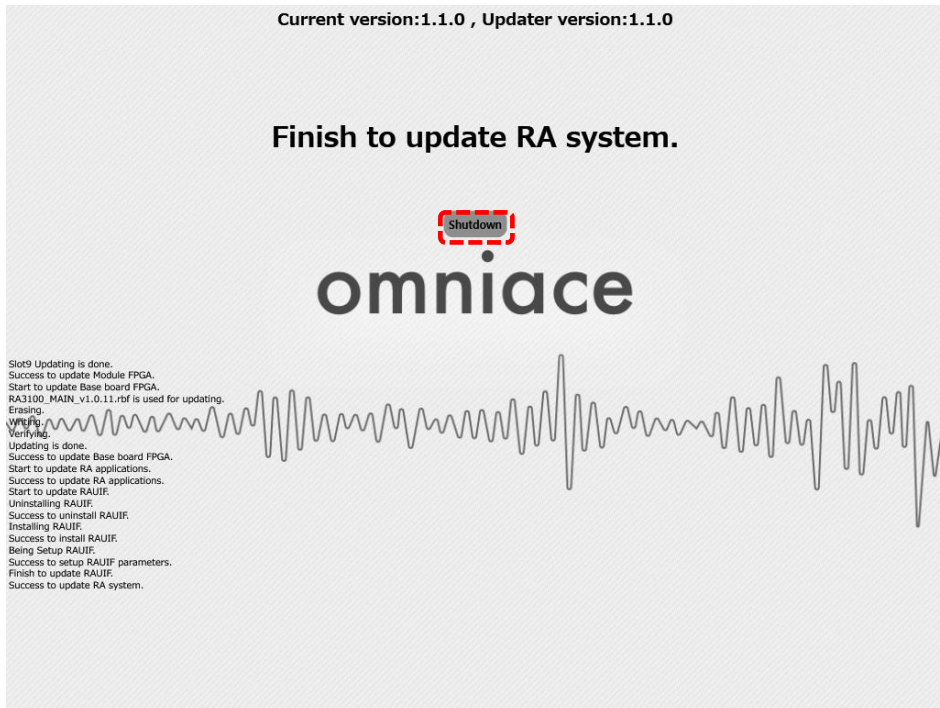 Current version:1.1.0 , Updater version:1.1.0
Finish to update RA system.
Shutdown
omniace
Slot9 Updating is done.
Success to update Module FPGA.
Start to update Base board FPGA.
RA3100_MAIN_v1.0.11.rbf is used for updating.
Erasing.
Writing.
Verifying.
Updating is done.
Success to update Base board FPGA.
Start to update RA applications.
Success to update RA applications.
Start to update RAUIF.
Uninstalling RAUIF.
Success to uninstall RAUIF.
Installing RAUIF.
Success to install RAUIF.
Being Setup RAUIF.
Success to setup RAUIF parameters.
Finish to update RAUIF.
Success to update RA system.